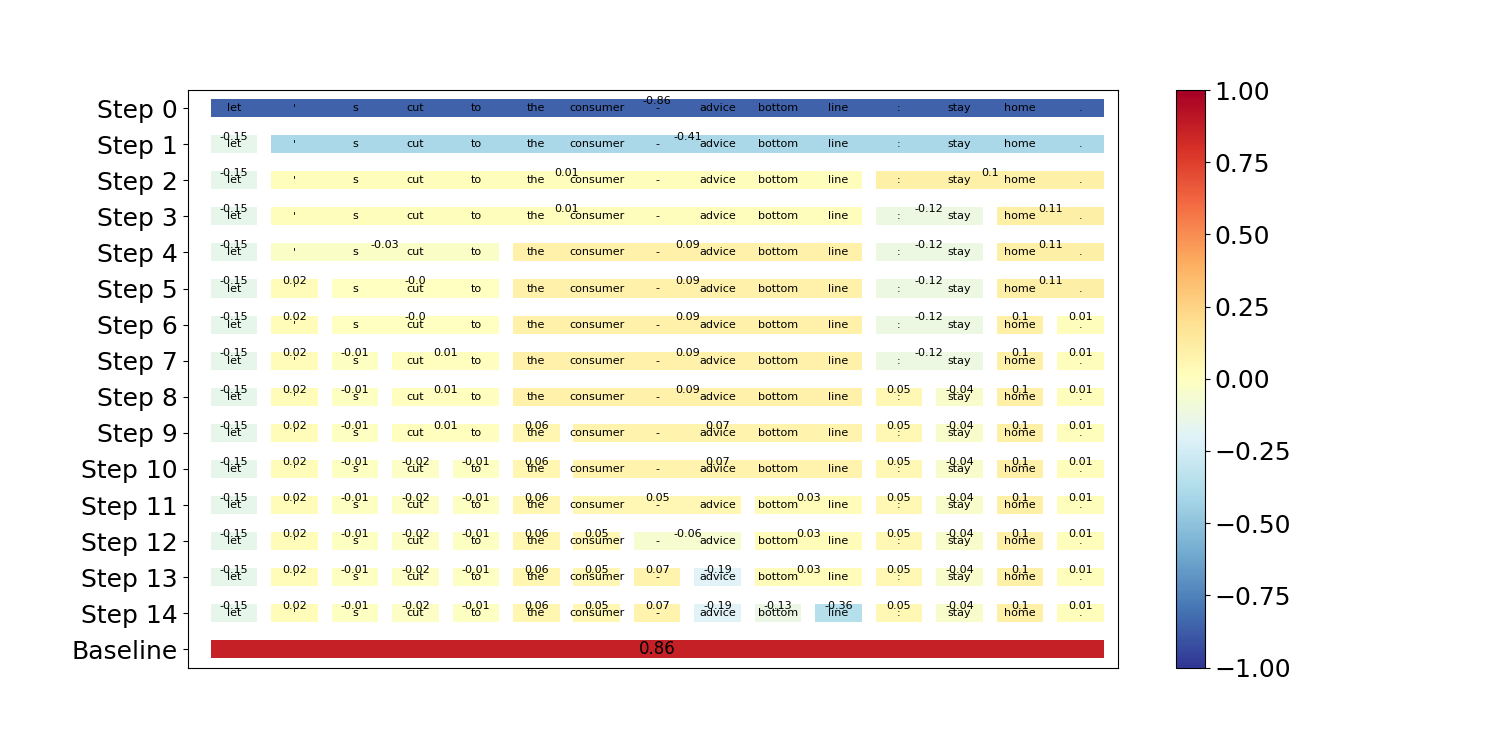 -0.86
Step 0 let ' s cut to the consumer - advice bottom line : stay home .
-0.15 -0.41
Step 1 let ' s cut to the consumer - advice bottom line : stay home .
-0.15 0.01 0.1
Step 2 let ' s cut to the consumer - advice bottom line : stay home .
-0.15 0.01 -0.12 0.11
Step 3 let ' s cut to the consumer - advice bottom line : stay home .
-0.15 -0.03 0.09 -0.12 0.11
Step 4 let ' s cut to the consumer - advice bottom line : stay home .
-0.15 0.02 -0.0 0.09 -0.12 0.11
Step 5 let ' s cut to the consumer - advice bottom line : stay home .
-0.15 0.02 -0.0 0.09 -0.12 0.1 0.01
Step 6 let ' s cut to the consumer - advice bottom line : stay home .
-0.15 0.02 -0.01 0.01 0.09 -0.12 0.1 0.01
Step 7 let ' s cut to the consumer - advice bottom line : stay home .
-0.15 0.02 -0.01 0.01 0.09 0.05 -0.04 0.1 0.01
Step 8 let ' s cut to the consumer - advice bottom line : stay home .
-0.15 0.02 -0.01 0.01 0.06 0.07 0.05 -0.04 0.1 0.01
Step 9 let ' s cut to the consumer - advice bottom line : stay home .
-0.15 0.02 -0.01 -0.02 -0.01 0.06 0.07 0.05 -0.04 0.1 0.01
Step 10 let ' s cut to the consumer - advice bottom line : stay home .
-0.15 0.02 -0.01 -0.02 -0.01 0.06 0.05 0.03 0.05 -0.04 0.1 0.01
Step 11 let ' s cut to the consumer - advice bottom line : stay home .
-0.15 0.02 -0.01 -0.02 -0.01 0.06 0.05 -0.06 0.03 0.05 -0.04 0.1 0.01
Step 12 let ' s cut to the consumer - advice bottom line : stay home .
-0.15 0.02 -0.01 -0.02 -0.01 0.06 0.05 0.07 -0.19 0.03 0.05 -0.04 0.1 0.01
Step 13 let ' s cut to the consumer - advice bottom line : stay home .
-0.15 0.02 -0.01 -0.02 -0.01 0.06 0.05 0.07 -0.19 -0.13 -0.36 0.05 -0.04 0.1 0.01
Step 14 let ' s cut to the consumer - advice bottom line : stay home .
Baseline 0.86
1.00
0.75
0.50
0.25
0.00
−0.25
−0.50
−0.75
−1.00